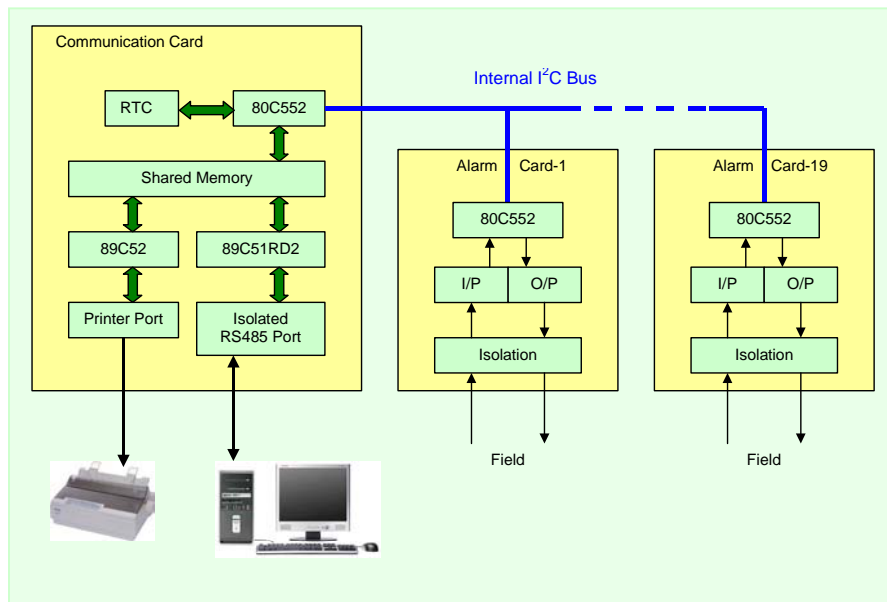 Communication Card
Internal I²C Bus
RTC
80C552
Shared Memory
89C52
89C51RD2
Printer Port
Isolated
RS485 Port
Alarm Card-1
80C552
I/P
O/P
Isolation
Field
Alarm Card-19
80C552
I/P
O/P
Isolation
Field